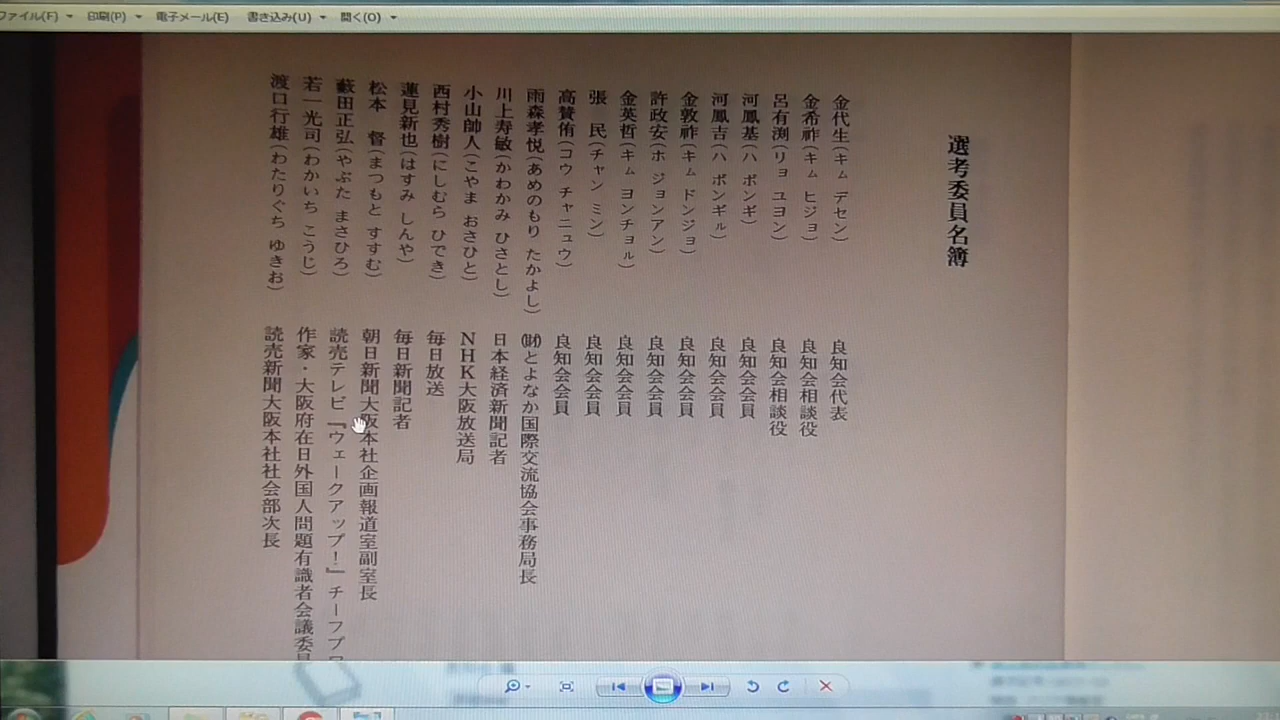 ファイル(F) 印刷(P) 電子メール(E) 書き込み(U) 開く(O)
選考委員名簿
金代生(キム デセン) 良知会代表
金希祚(キム ヒジョ) 良知会相談役
呂有渕(リョ ユヨン) 良知会相談役
河鳳基(ハ ボンギ) 良知会会員
河鳳吉(ハ ボンギル) 良知会会員
金敦祚(キム ドンジョ) 良知会会員
許政安(ホ ジョンアン) 良知会会員
金英哲(キム ヨンチョル) 良知会会員
張 民(チャン ミン) 良知会会員
高賛侑(コウ チャニュウ) 良知会会員
雨森孝悦(あめのもり たかよし) ㈶とよなか国際交流協会事務局長
川上寿敏(かわかみ ひさとし) 日本経済新聞記者
小山帥人(こやま おさひと) NHK大阪放送局
西村秀樹(にしむら ひでき) 毎日放送
蓮見新也(はすみ しんや) 毎日新聞記者
松本 督(まつもと すすむ) 朝日新聞大阪本社企画報道室副室長
藪田正弘(やぶた まさひろ) 読売テレビ『ウェークアップ！』チーフプロ
若一光司(わかいち こうじ) 作家・大阪府在日外国人問題有識者会議委員
渡口行雄(わたりぐち ゆきお) 読売新聞大阪本社社会部次長